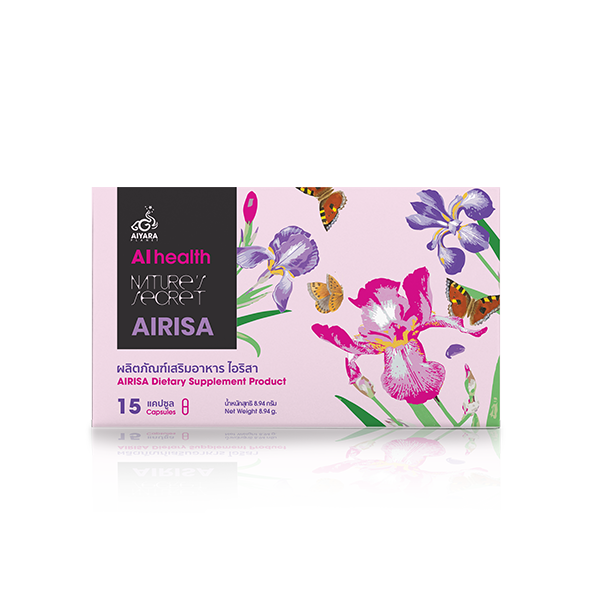 AIYARA
PLANET
AI health
NATURE'S
SECRET
AIRISA
ผลิตภัณฑ์เสริมอาหาร ไอริสา
AIRISA Dietary Supplement Product
15 แคปซูล
Capsules
น้ำหนักสุทธิ 8.94 กรัม
Net Weight 8.94 g.